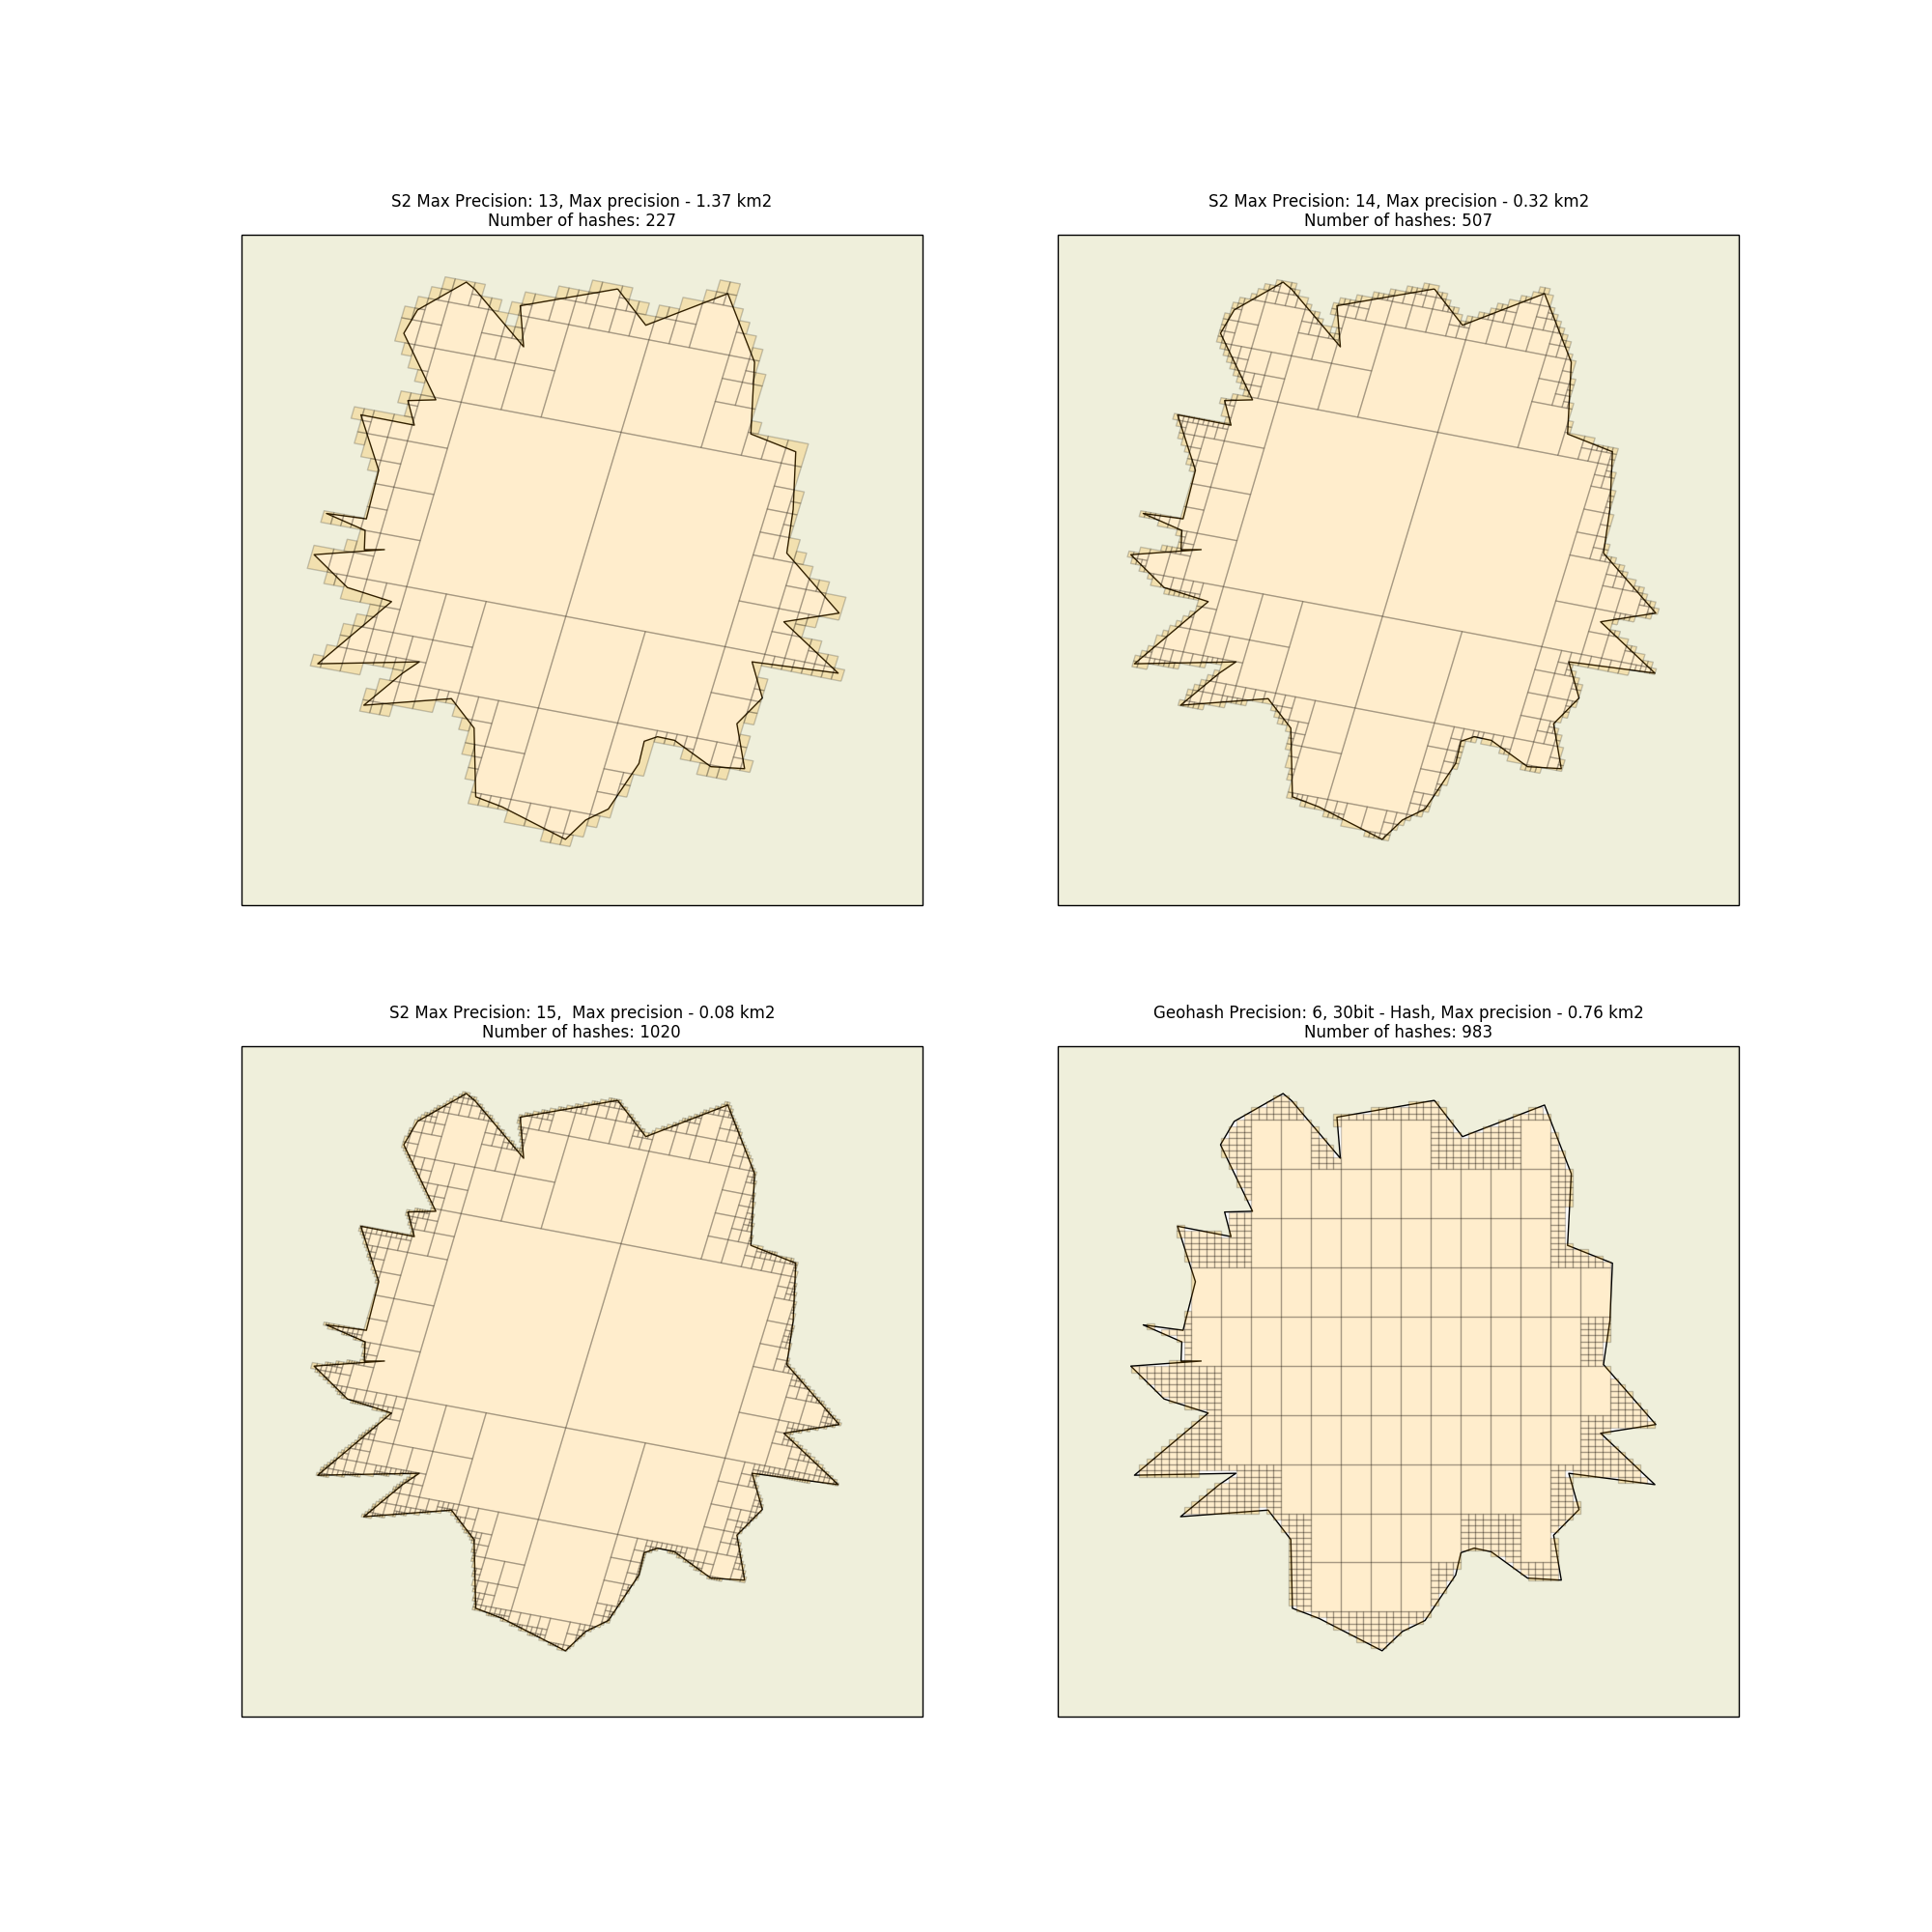 S2 Max Precision: 13, Max precision - 1.37 km2
Number of hashes: 227
S2 Max Precision: 14, Max precision - 0.32 km2
Number of hashes: 507
S2 Max Precision: 15,  Max precision - 0.08 km2
Number of hashes: 1020
Geohash Precision: 6, 30bit - Hash, Max precision - 0.76 km2
Number of hashes: 983